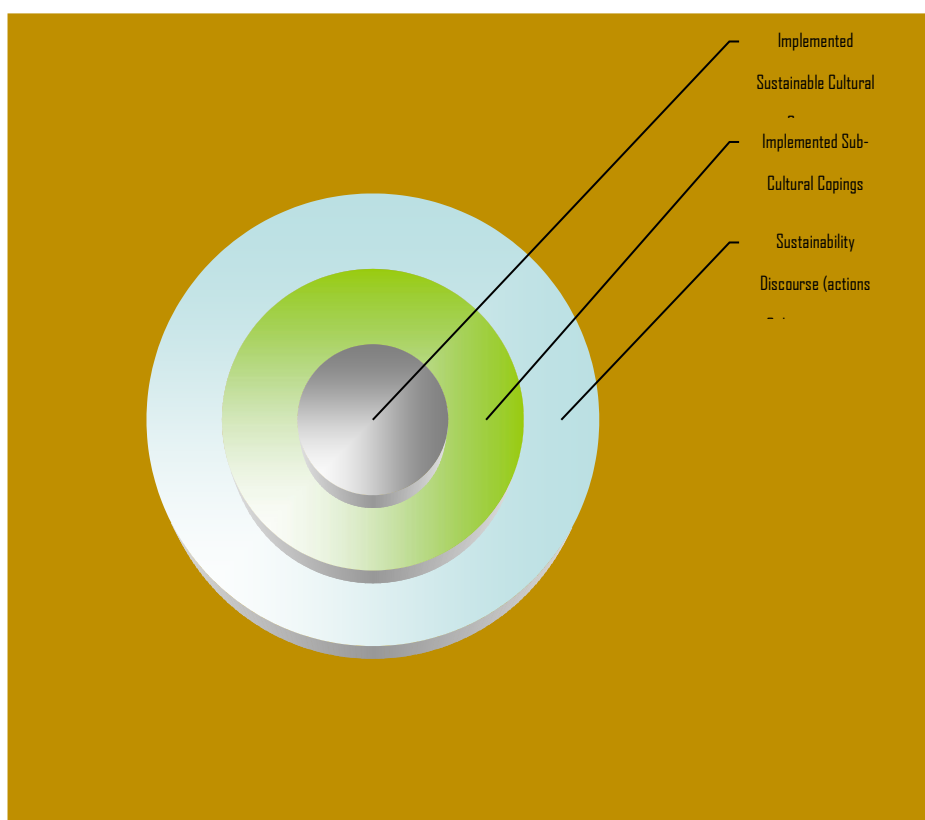 Implemented
Sustainable Cultural
Implemented Sub-
Cultural Copings
Sustainability
Discourse (actions